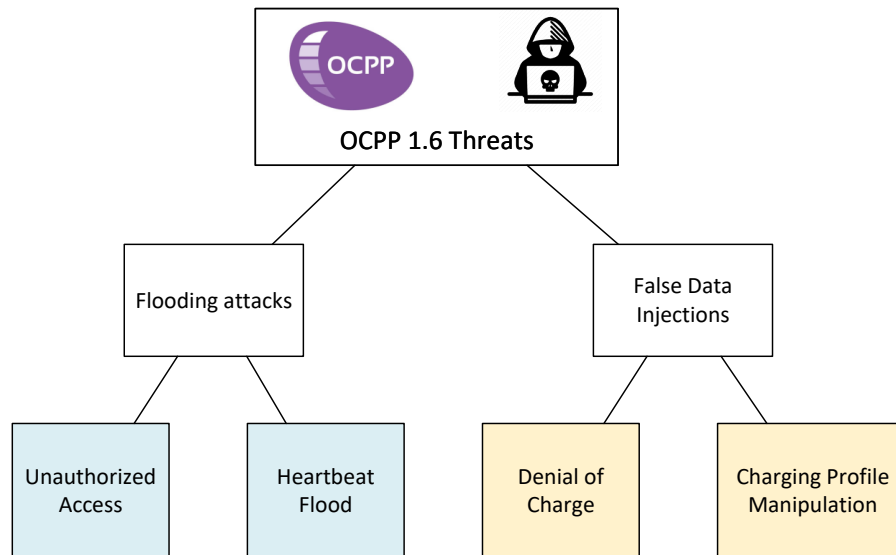 OCPP
OCPP 1.6 Threats
Flooding attacks
False Data
Injections
Unauthorized
Access
Heartbeat
Flood
Denial of
Charge
Charging Profile
Manipulation